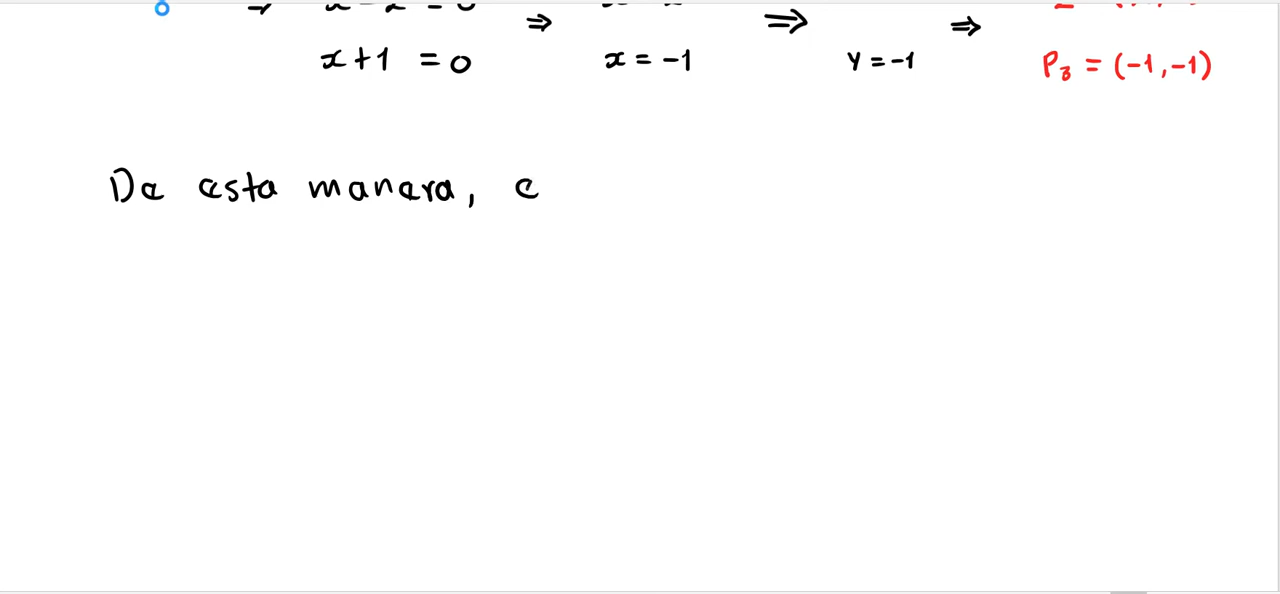 ⇒ ⇒ ⇒
x + 1 = 0 x = -1 y = -1 P₃ = (-1, -1)
De esta manera, e